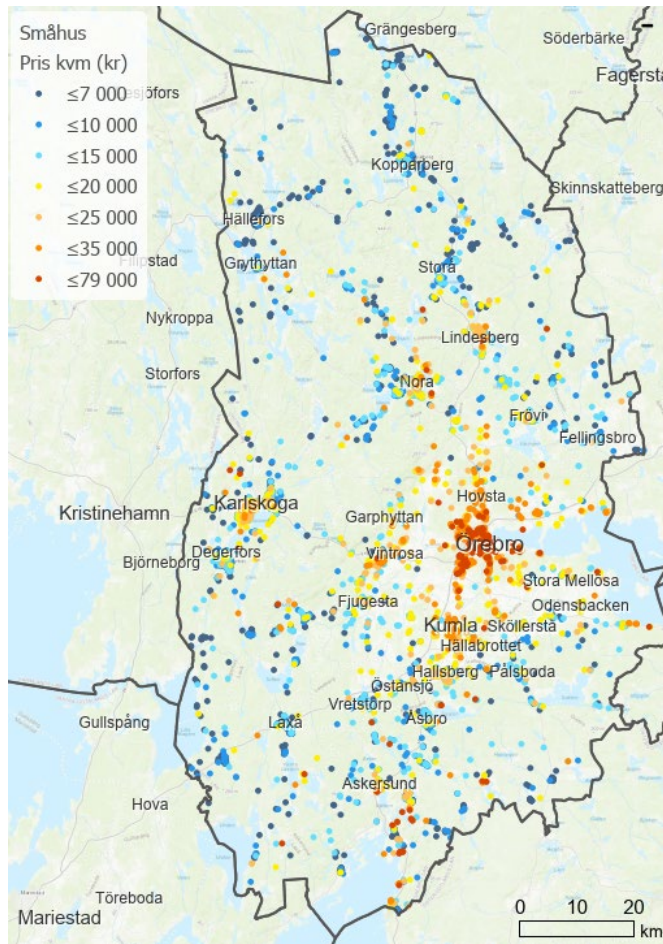 Småhus
Pris kvm (kr)
≤7 000
≤10 000
≤15 000
≤20 000
≤25 000
≤35 000
≤79 000
Grängesberg
Söderbärke
Fagersta
Kopparberg
Skinnskatteberg
Hällefors
Grythyttan
Stora
Nykroppa
Lindesberg
Storfors
Nora
Frövi
Fellingsbro
Karlskoga
Hovsta
Kristinehamn
Garphyttan
Örebro
Björneborg
Degerfors
Vintrosa
Stora Mellosa
Fjugesta
Odensbacken
Kumla
Sköllersta
Hällabrottet
Hallsberg
Pålsboda
Östansjö
Vretstorp
Åsbro
Gullspång
Laxå
Askersund
Hova
Töreboda
Mariestad
0 10 20
km